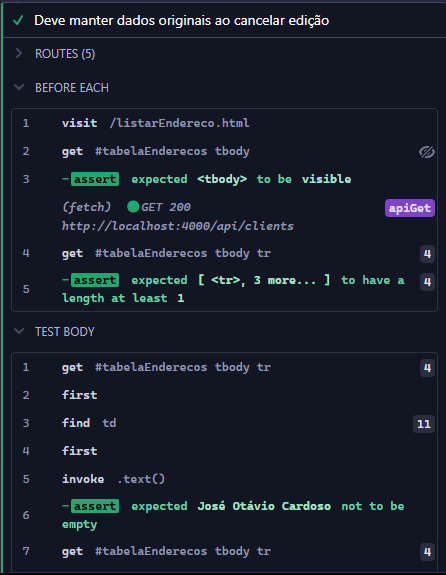 Deve manter dados originais ao cancelar edição
ROUTES (5)
BEFORE EACH
1 visit /listarEndereco.html
2 get #tabelaEnderecos tbody
3 -assert expected <tbody> to be visible
(fetch) GET 200 apiGet
http://localhost:4000/api/clients
4 get #tabelaEnderecos tbody tr 4
5 -assert expected [ <tr>, 3 more... ] to have a 4
length at least 1
TEST BODY
1 get #tabelaEnderecos tbody tr 4
2 first
3 find td 11
4 first
5 invoke .text()
6 -assert expected José Otávio Cardoso not to be
empty
7 get #tabelaEnderecos tbody tr 4